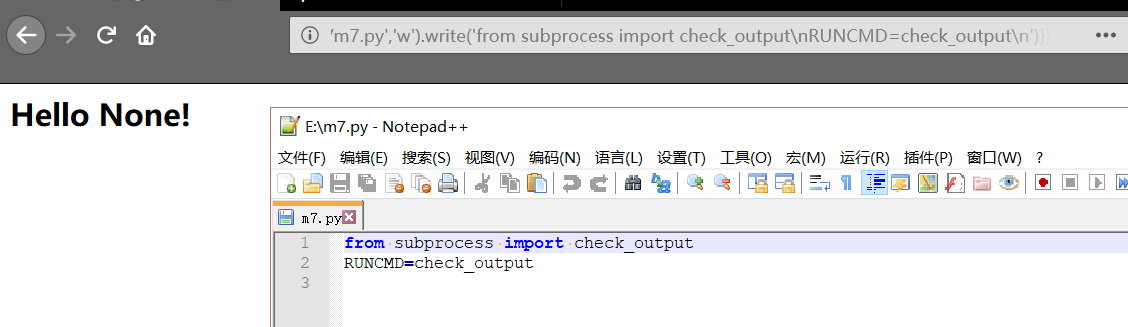 'm7.py','w').write('from subprocess import check_output\nRUNCMD=check_output\n'))
Hello None!
E:\m7.py - Notepad++
文件(F) 编辑(E) 搜索(S) 视图(V) 编码(N) 语言(L) 设置(T) 工具(O) 宏(M) 运行(R) 插件(P) 窗口(W) ?
m7.py
1 from subprocess import check_output
2 RUNCMD=check_output
3